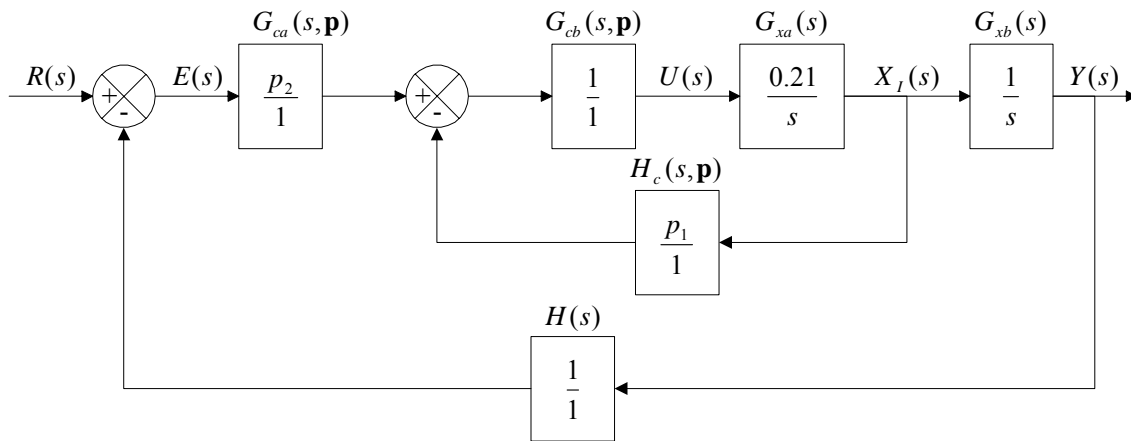 G_ca(s, p)
G_cb(s, p)
G_xa(s)
G_xb(s)
R(s)
+
-
E(s)
p_2
1
+
-
1
1
U(s)
0.21
s
X_I(s)
1
s
Y(s)
H_c(s, p)
p_1
1
H(s)
1
1